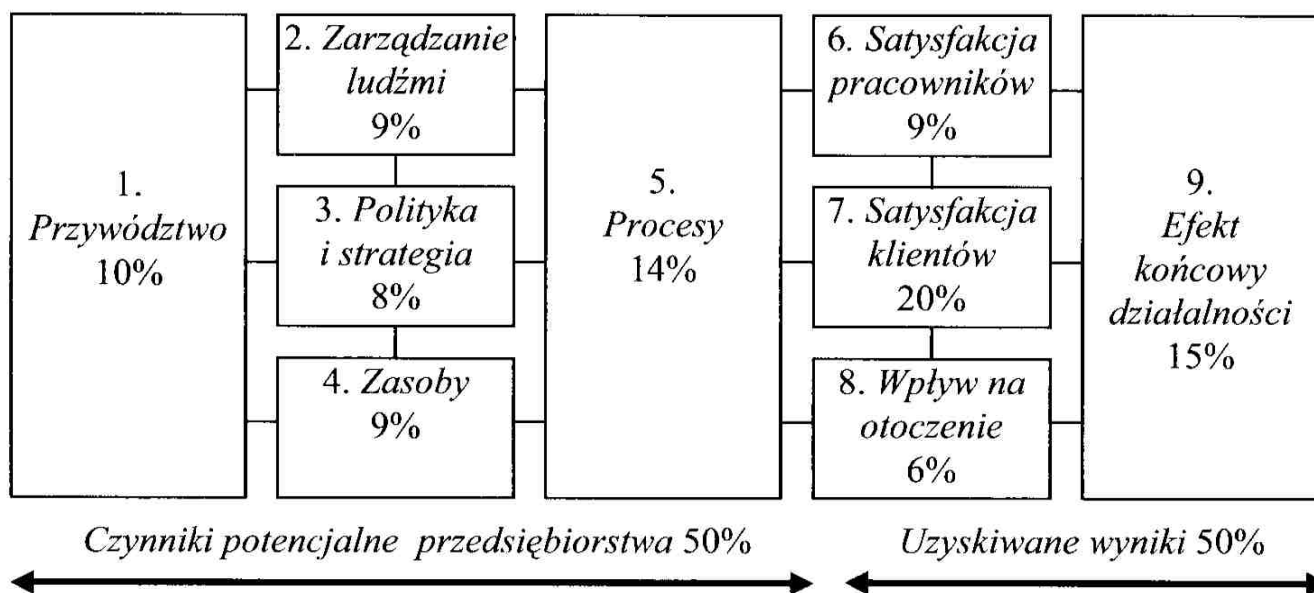 1.
Przywództwo
10%
2. Zarządzanie
ludźmi
9%
3. Polityka
i strategia
8%
4. Zasoby
9%
5.
Procesy
14%
6. Satysfakcja
pracowników
9%
7. Satysfakcja
klientów
20%
8. Wpływ na
otoczenie
6%
9.
Efekt
końcowy
działalności
15%
Czynniki potencjalne przedsiębiorstwa 50%
Uzyskiwane wyniki 50%